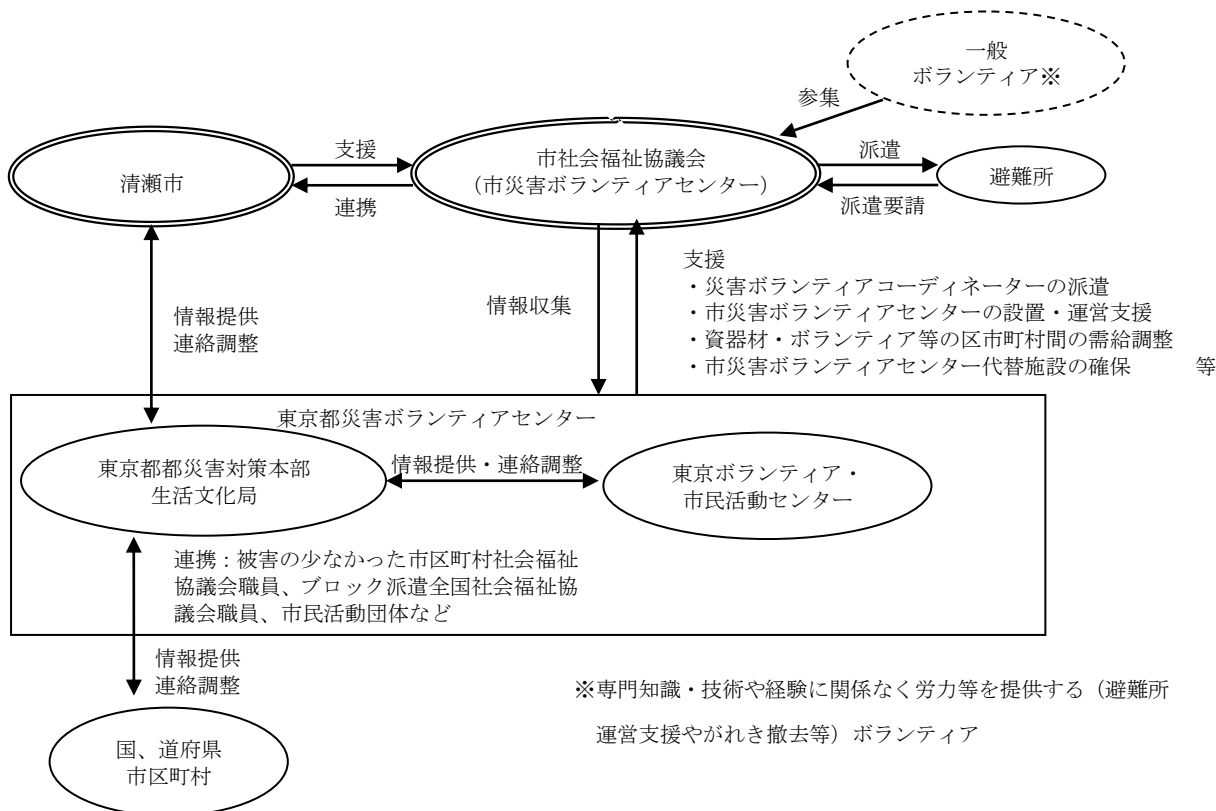 一般
ボランティア※
参集
清瀬市
支援
連携
市社会福祉協議会
（市災害ボランティアセンター）
派遣
派遣要請
避難所
情報提供
連絡調整
情報収集
支援
・災害ボランティアコーディネーターの派遣
・市災害ボランティアセンターの設置・運営支援
・資器材・ボランティア等の区市町村間の需給調整
・市災害ボランティアセンター代替施設の確保　　　等
東京都災害ボランティアセンター
東京都都災害対策本部
生活文化局
情報提供・連絡調整
東京ボランティア・
市民活動センター
連携：被害の少なかった市区町村社会福祉
協議会職員、ブロック派遣全国社会福祉協
議会職員、市民活動団体など
情報提供
連絡調整
国、道府県
市区町村
※専門知識・技術や経験に関係なく労力等を提供する（避難所
運営支援やがれき撤去等）ボランティア